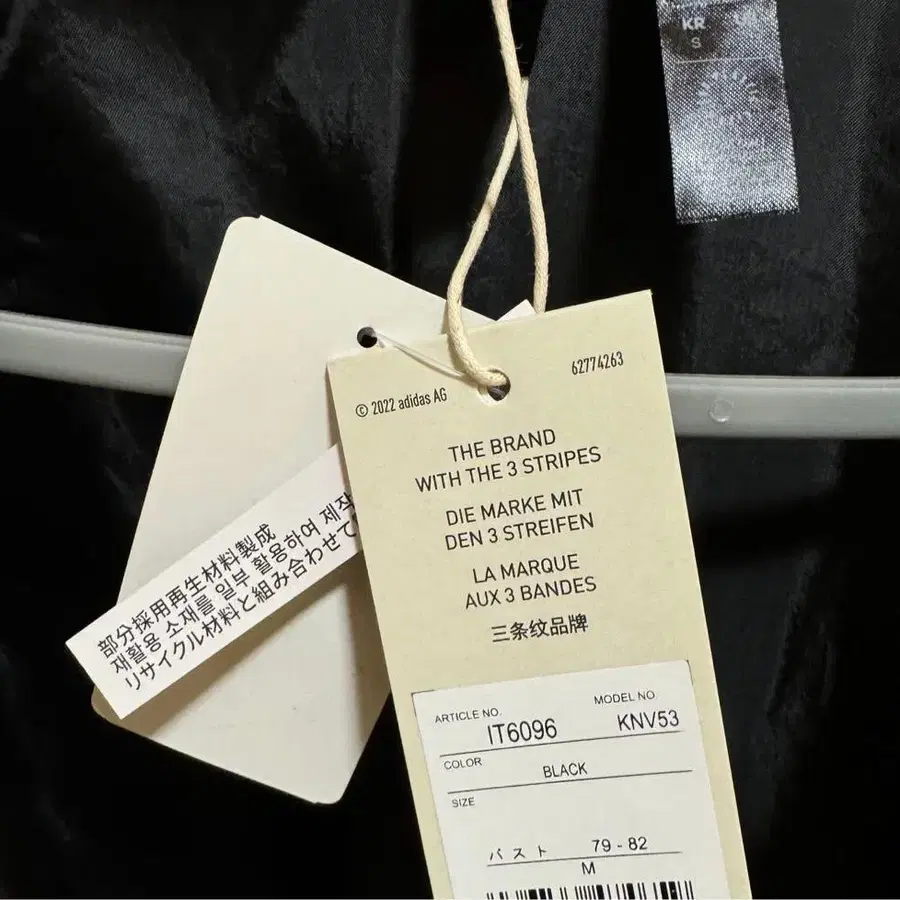 KR
S
© 2022 adidas AG
62774263
THE BRAND
WITH THE 3 STRIPES
DIE MARKE MIT
DEN 3 STREIFEN
LA MARQUE
AUX 3 BANDES
三条纹品牌
部分採用再生材料製成
재활용 소재를 일부 활용하여 제작
リサイクル材料と組み合わせて
ARTICLE NO.
IT6096
MODEL NO.
KNV53
COLOR
BLACK
SIZE
バスト 79 - 82
M